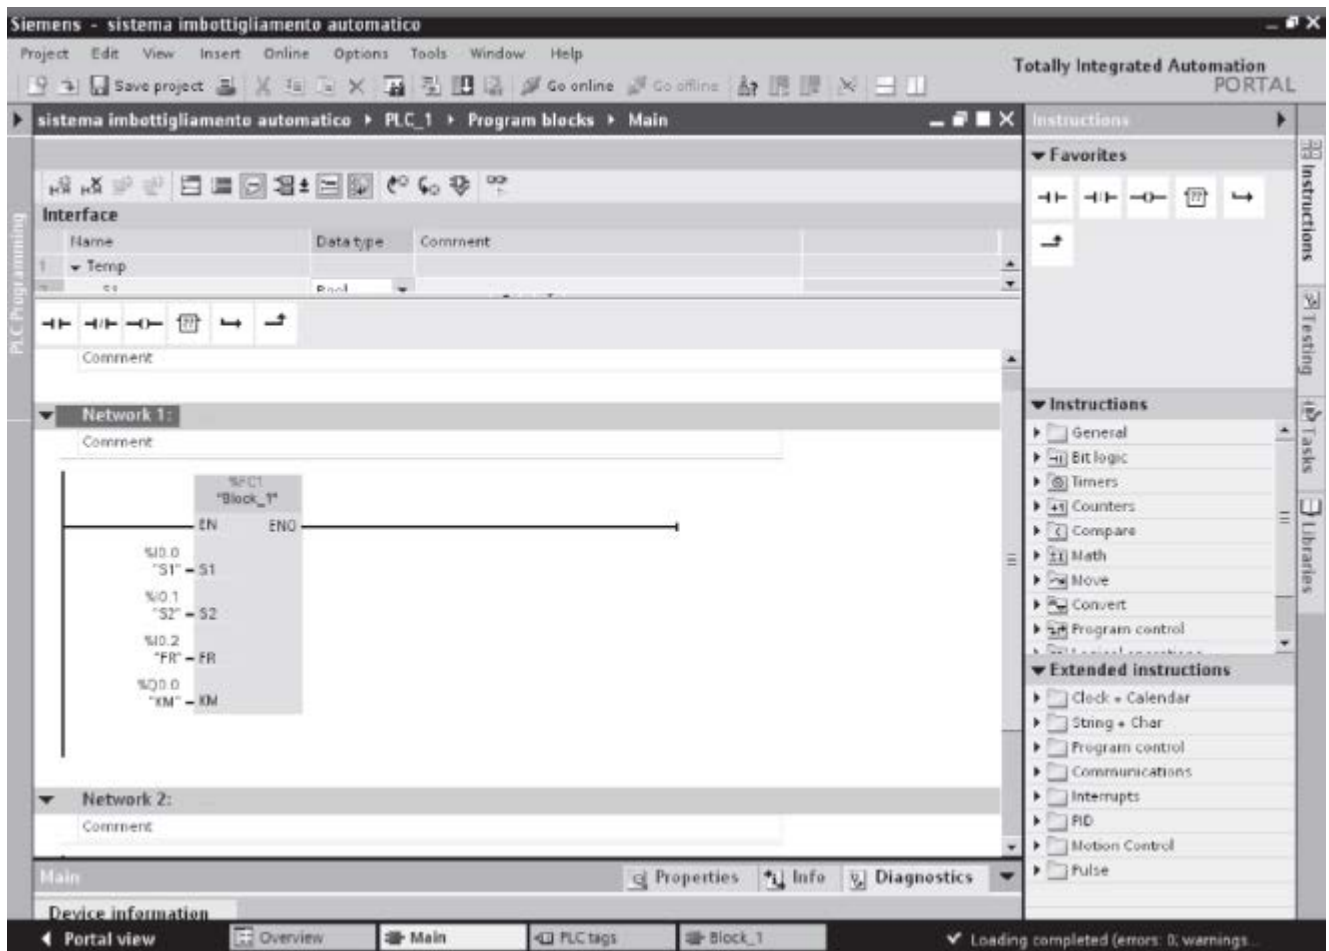 Siemens - sistema imbottigliamento automatico
Project Edit View Insert Online Options Tools Window Help
Totally Integrated Automation
PORTAL
Save project
Go online
Go offline
sistema imbottigliamento automatico PLC_1 Program blocks Main
PLC Programming
Interface
Name Data type Comment
1 Temp
2 S1 Bool
Comment
Network 1:
Comment
%FC1
"Block_1"
EN ENO
%I0.0
"S1" S1
%I0.1
"S2" S2
%I0.2
"FR" FR
%Q0.0
"KM" KM
Network 2:
Comment
Main
Properties Info Diagnostics
Device information
Instructions
Favorites
Instructions
General
Bit logic
Timers
Counters
Compare
Math
Move
Convert
Program control
Logical operations
Extended instructions
Clock + Calendar
String + Char
Program control
Communications
Interrupts
PID
Motion Control
Pulse
Instructions
Testing
Tasks
Libraries
Portal view Overview Main PLC tags Block_1
Loading completed (errors: 0; warnings...